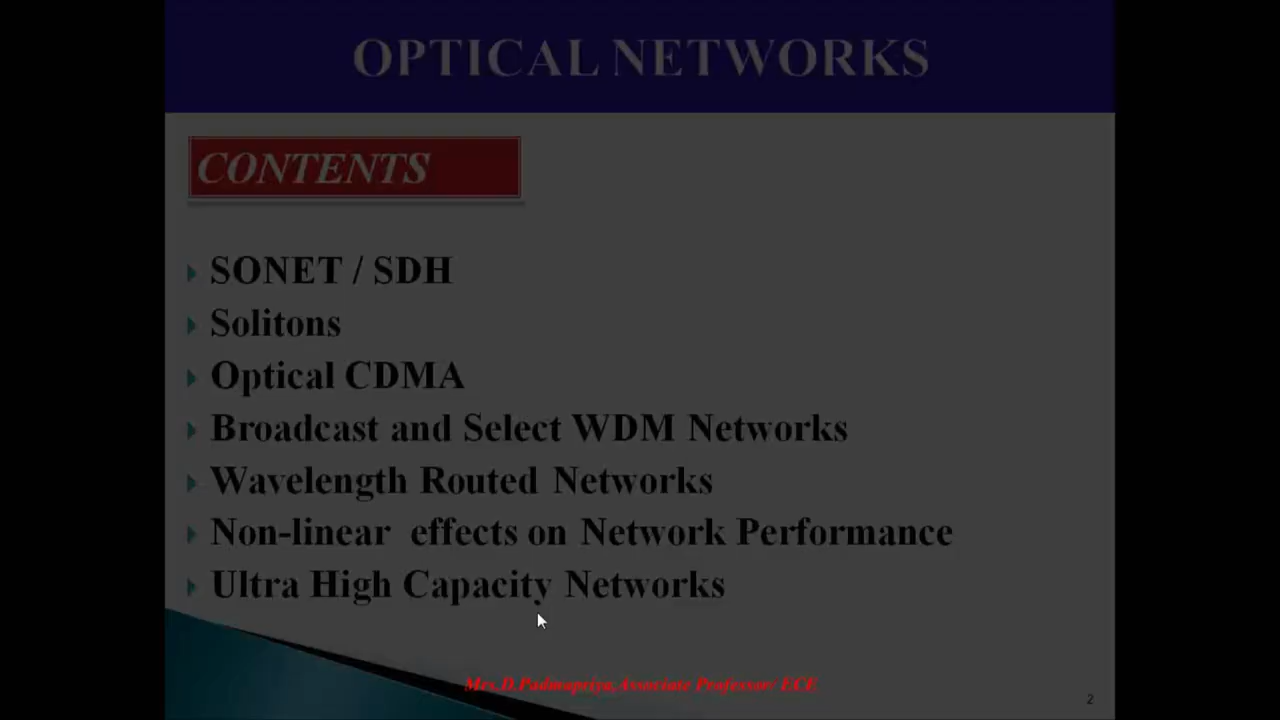 OPTICAL NETWORKS
CONTENTS
SONET / SDH
Solitons
Optical CDMA
Broadcast and Select WDM Networks
Wavelength Routed Networks
Non-linear effects on Network Performance
Ultra High Capacity Networks
Mrs.D.Padmapriya,Associate Professor/ ECE
2